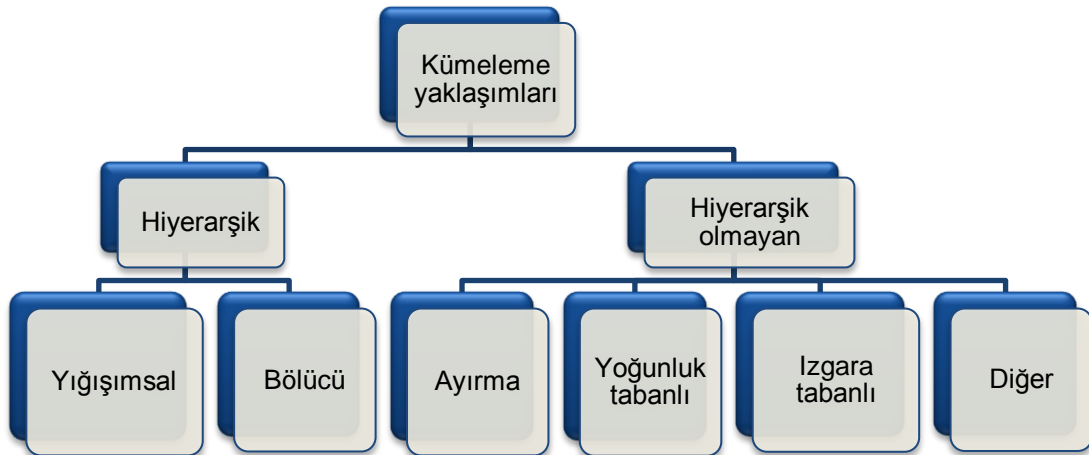 Kümeleme
yaklaşımları
Hiyerarşik
Hiyerarşik
olmayan
Yığışımsal
Bölücü
Ayırma
Yoğunluk
tabanlı
Izgara
tabanlı
Diğer